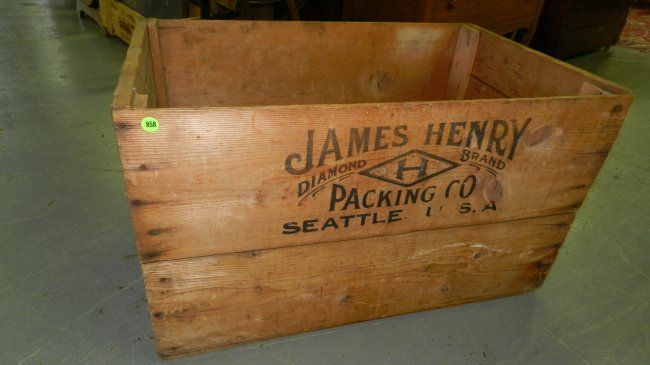 858
JAMES HENRY
DIAMOND H BRAND
PACKING CO
SEATTLE U.S.A.